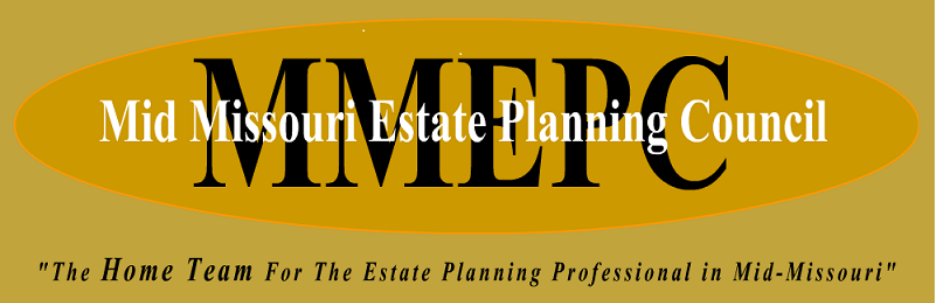 MMEPC
Mid Missouri Estate Planning Council
"The Home Team For The Estate Planning Professional in Mid-Missouri"